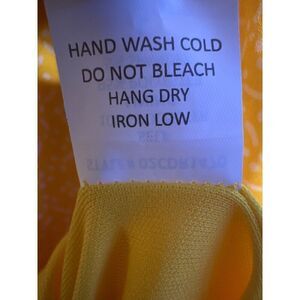 HAND WASH COLD
DO NOT BLEACH
HANG DRY
IRON LOW